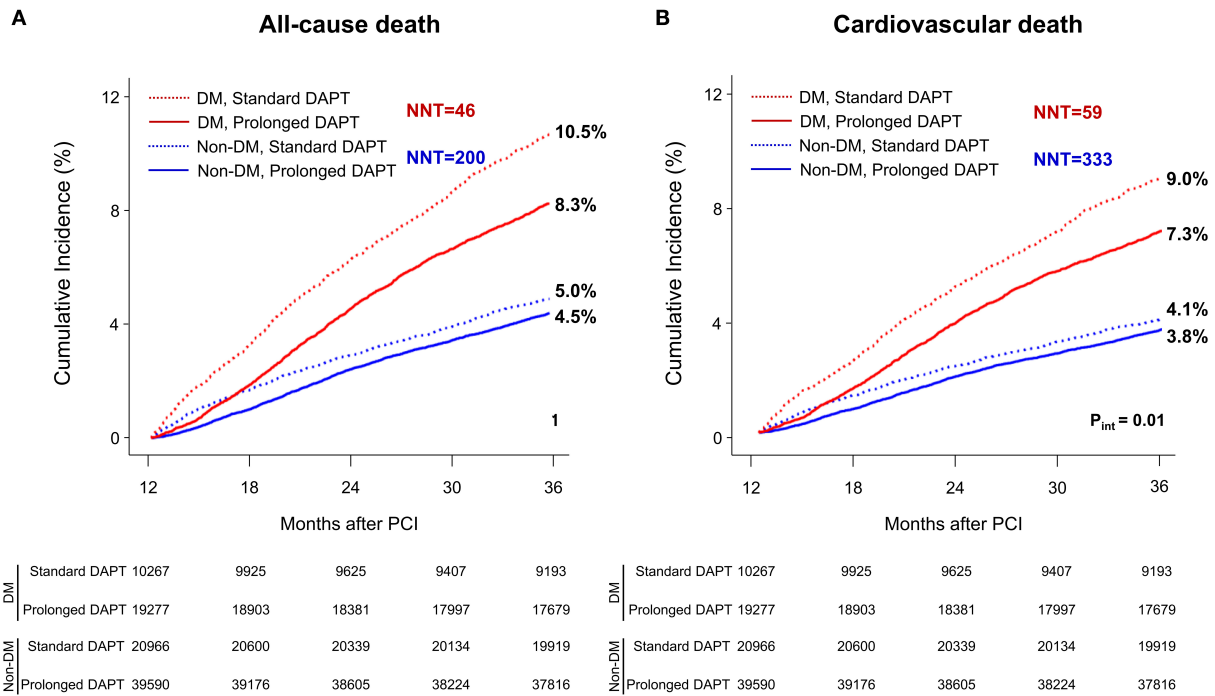 A
All-cause death
12
8
4
0
Cumulative Incidence (%)
DM, Standard DAPT
DM, Prolonged DAPT
Non-DM, Standard DAPT
Non-DM, Prolonged DAPT
NNT=46
NNT=200
10.5%
8.3%
5.0%
4.5%
1
12 18 24 30 36
Months after PCI
DM
Standard DAPT 10267 9925 9625 9407 9193
Prolonged DAPT 19277 18903 18381 17997 17679
Non-DM
Standard DAPT 20966 20600 20339 20134 19919
Prolonged DAPT 39590 39176 38605 38224 37816
B
Cardiovascular death
12
8
4
0
Cumulative Incidence (%)
DM, Standard DAPT
DM, Prolonged DAPT
Non-DM, Standard DAPT
Non-DM, Prolonged DAPT
NNT=59
NNT=333
9.0%
7.3%
4.1%
3.8%
Pint = 0.01
12 18 24 30 36
Months after PCI
DM
Standard DAPT 10267 9925 9625 9407 9193
Prolonged DAPT 19277 18903 18381 17997 17679
Non-DM
Standard DAPT 20966 20600 20339 20134 19919
Prolonged DAPT 39590 39176 38605 38224 37816